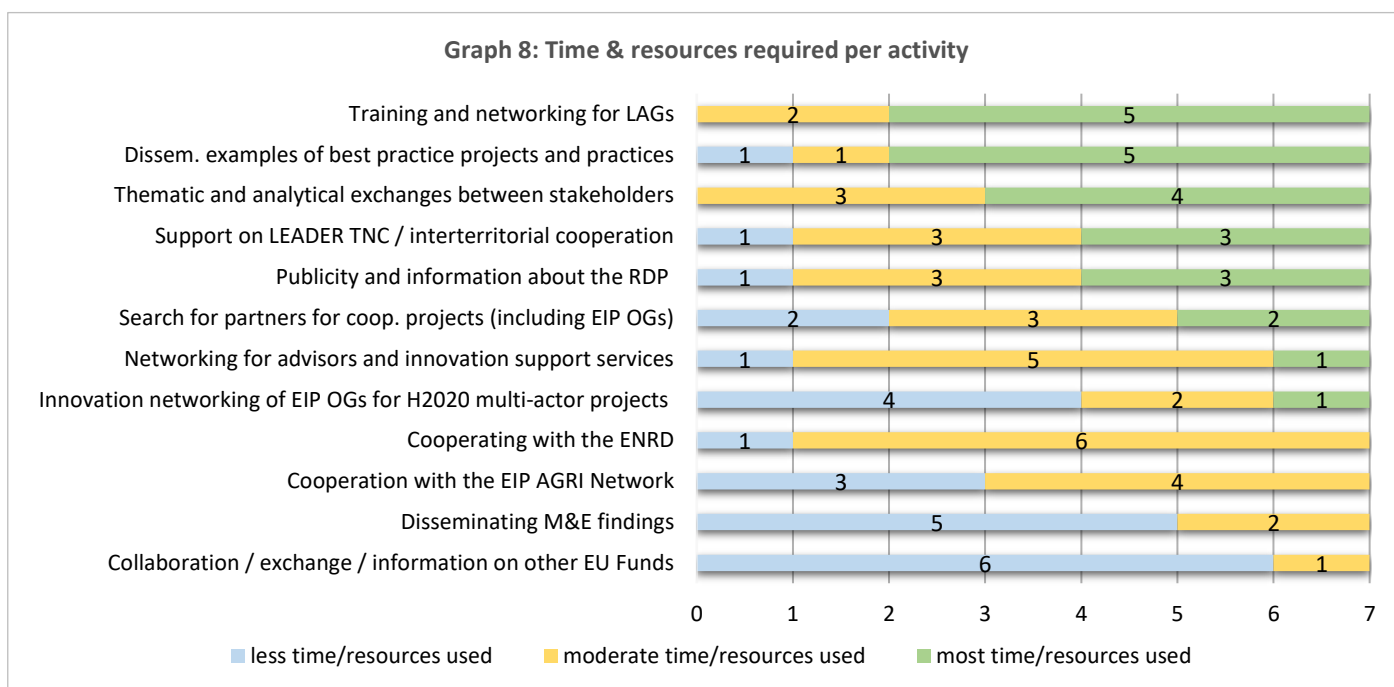 Graph 8: Time & resources required per activity
Training and networking for LAGs 2 5
Dissem. examples of best practice projects and practices 1 1 5
Thematic and analytical exchanges between stakeholders 3 4
Support on LEADER TNC / interterritorial cooperation 1 3 3
Publicity and information about the RDP 1 3 3
Search for partners for coop. projects (including EIP OGs) 2 3 2
Networking for advisors and innovation support services 1 5 1
Innovation networking of EIP OGs for H2020 multi-actor projects 4 2 1
Cooperating with the ENRD 1 6
Cooperation with the EIP AGRI Network 3 4
Disseminating M&E findings 5 2
Collaboration / exchange / information on other EU Funds 6 1
0 1 2 3 4 5 6 7
less time/resources used moderate time/resources used most time/resources used